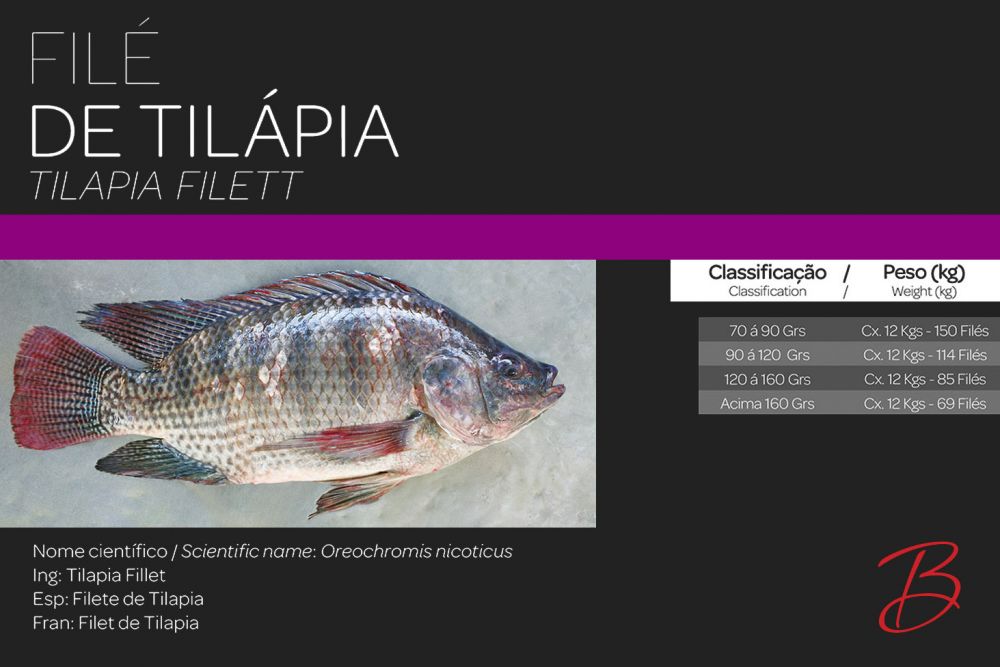 FILÉ
DE TILÁPIA
TILAPIA FILETT
Classificação / Peso (kg)
Classification / Weight (kg)
70 á 90 Grs Cx. 12 Kgs - 150 Filés
90 á 120 Grs Cx. 12 Kgs - 114 Filés
120 á 160 Grs Cx. 12 Kgs - 85 Filés
Acima 160 Grs Cx. 12 Kgs - 69 Filés
Nome científico / Scientific name: Oreochromis nicoticus
Ing: Tilapia Fillet
Esp: Filete de Tilapia
Fran: Filet de Tilapia
B